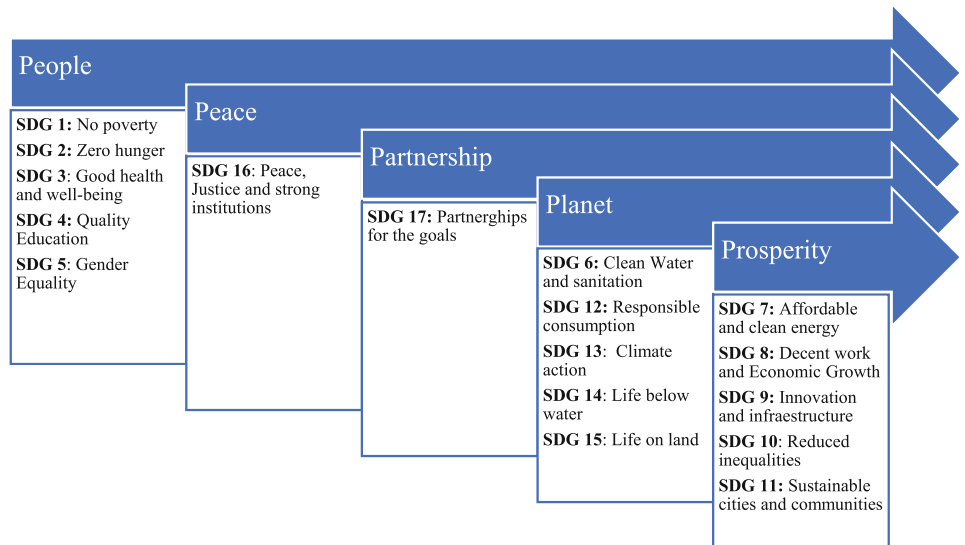 People
SDG 1: No poverty
SDG 2: Zero hunger
SDG 3: Good health
and well-being
SDG 4: Quality
Education
SDG 5: Gender
Equality
Peace
SDG 16: Peace,
Justice and strong
institutions
Partnership
SDG 17: Partnerghips
for the goals
Planet
SDG 6: Clean Water
and sanitation
SDG 12: Responsible
consumption
SDG 13: Climate
action
SDG 14: Life below
water
SDG 15: Life on land
Prosperity
SDG 7: Affordable
and clean energy
SDG 8: Decent work
and Economic Growth
SDG 9: Innovation
and infraestructure
SDG 10: Reduced
inequalities
SDG 11: Sustainable
cities and communities